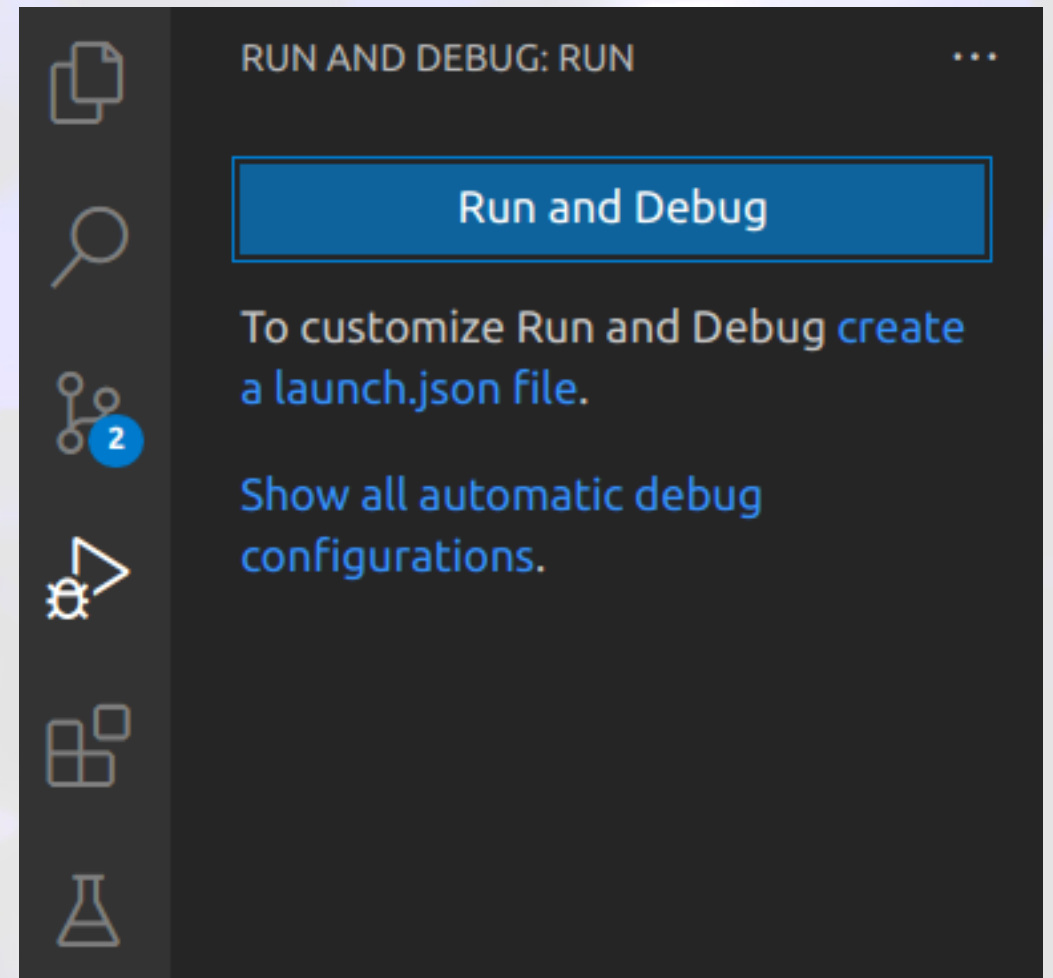 RUN AND DEBUG: RUN
Run and Debug
To customize Run and Debug create
a launch.json file.
2
Show all automatic debug
configurations.